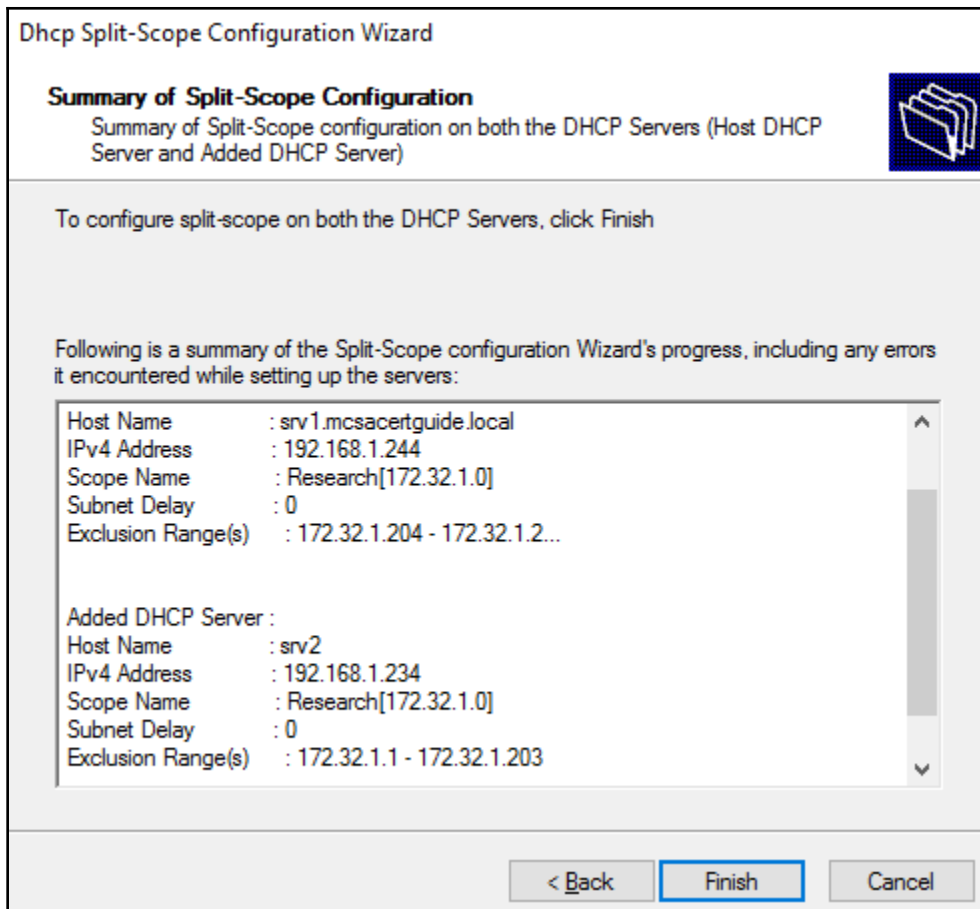 Dhcp Split-Scope Configuration Wizard
Summary of Split-Scope Configuration
Summary of Split-Scope configuration on both the DHCP Servers (Host DHCP
Server and Added DHCP Server)
To configure split-scope on both the DHCP Servers, click Finish
Following is a summary of the Split-Scope configuration Wizard's progress, including any errors
it encountered while setting up the servers:
Host Name : srv1.mcsacertguide.local
IPv4 Address : 192.168.1.244
Scope Name : Research[172.32.1.0]
Subnet Delay : 0
Exclusion Range(s) : 172.32.1.204 - 172.32.1.2...
Added DHCP Server :
Host Name : srv2
IPv4 Address : 192.168.1.234
Scope Name : Research[172.32.1.0]
Subnet Delay : 0
Exclusion Range(s) : 172.32.1.1 - 172.32.1.203
< Back Finish Cancel